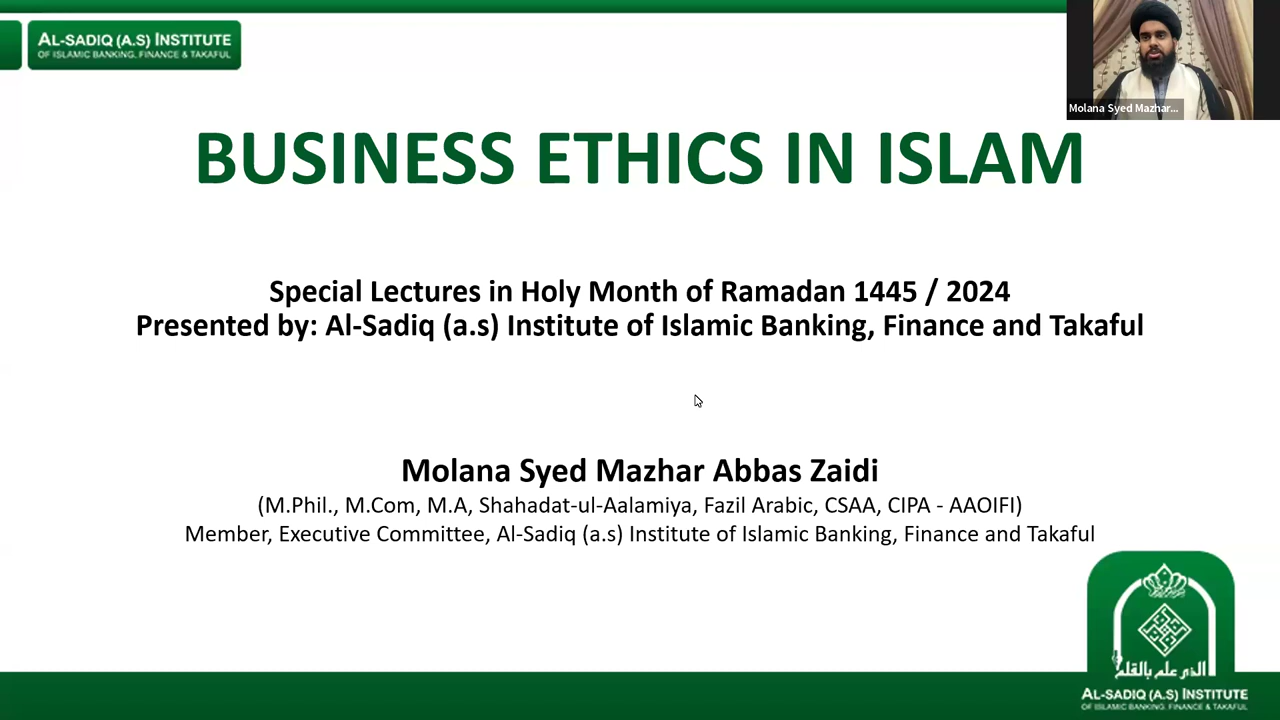 AL-SADIQ (A.S) INSTITUTE
OF ISLAMIC BANKING, FINANCE & TAKAFUL
Molana Syed Mazhar...
BUSINESS ETHICS IN ISLAM
Special Lectures in Holy Month of Ramadan 1445 / 2024
Presented by: Al-Sadiq (a.s) Institute of Islamic Banking, Finance and Takaful
Molana Syed Mazhar Abbas Zaidi
(M.Phil., M.Com, M.A, Shahadat-ul-Aalamiya, Fazil Arabic, CSAA, CIPA - AAOIFI)
Member, Executive Committee, Al-Sadiq (a.s) Institute of Islamic Banking, Finance and Takaful
الذي علم بالقلم
AL-SADIQ (A.S) INSTITUTE
OF ISLAMIC BANKING, FINANCE & TAKAFUL